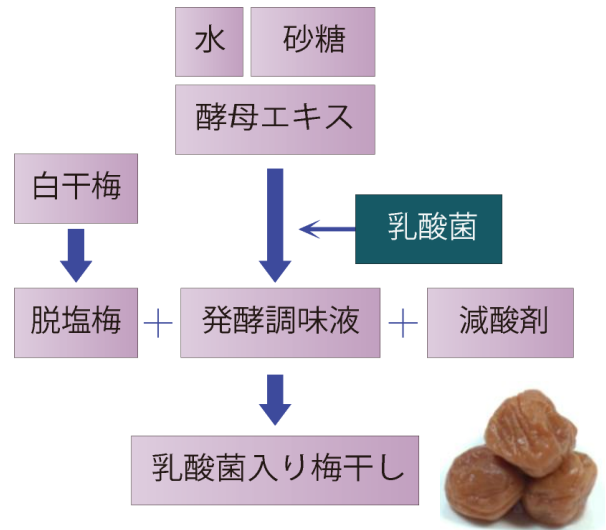 水 砂糖
酵母エキス
白干梅
乳酸菌
脱塩梅 + 発酵調味液 + 減酸剤
乳酸菌入り梅干し